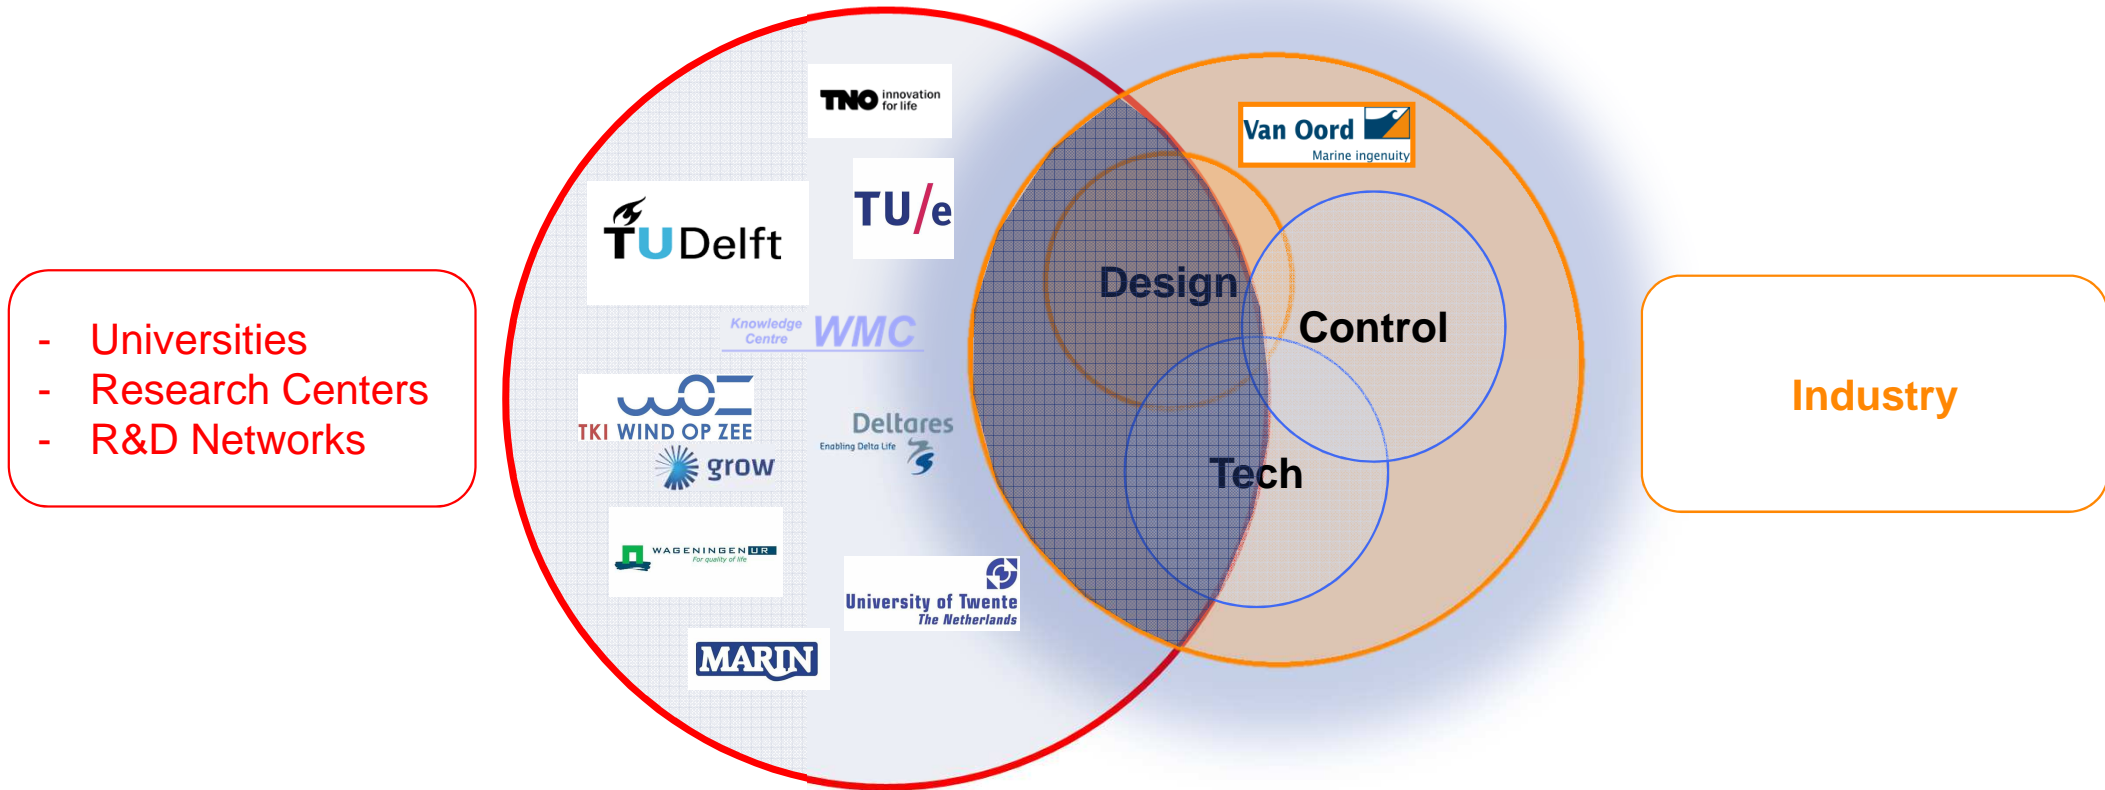 - Universities
- Research Centers
- R&D Networks
TNO innovation
for life
TU/e
TUDelft
Knowledge
Centre WMC
TKI WIND OP ZEE
grow
Deltares
Enabling Delta Life
WAGENINGEN UR
For quality of life
University of Twente
The Netherlands
MARIN
Van Oord
Marine ingenuity
Design
Control
Tech
Industry